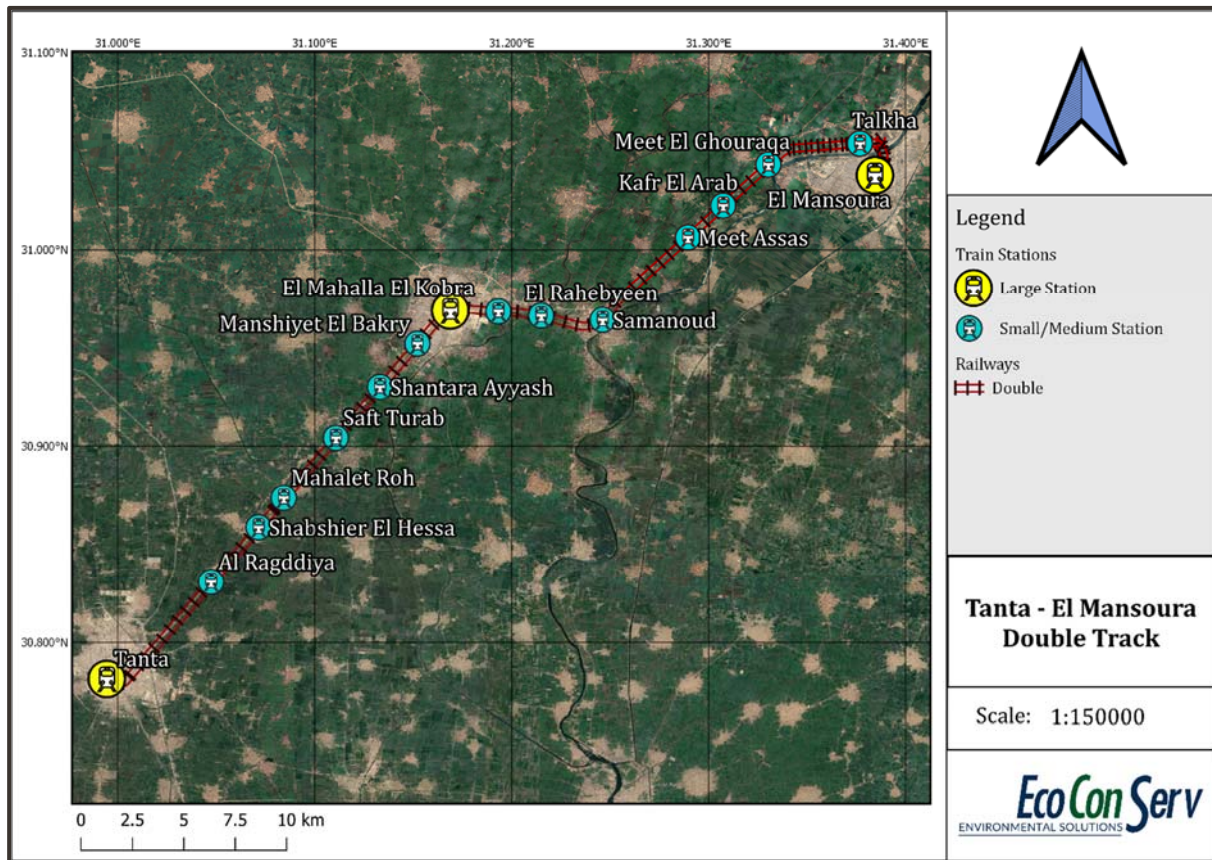 31.000°E 31.100°E 31.200°E 31.300°E 31.400°E
31.100°N
31.000°N
30.900°N
30.800°N
Talkha
Meet El Ghouraqa
Kafr El Arab
El Mansoura
Meet Assas
El Mahalla El Kobra
El Rahebyeen
Manshiyet El Bakry
Samanoud
Shantara Ayyash
Saft Turab
Mahalet Roh
Shabshier El Hessa
Al Ragddiya
Tanta
0 2.5 5 7.5 10 km
Legend
Train Stations
Large Station
Small/Medium Station
Railways
Double
Tanta - El Mansoura
Double Track
Scale: 1:150000
EcoConServ
ENVIRONMENTAL SOLUTIONS